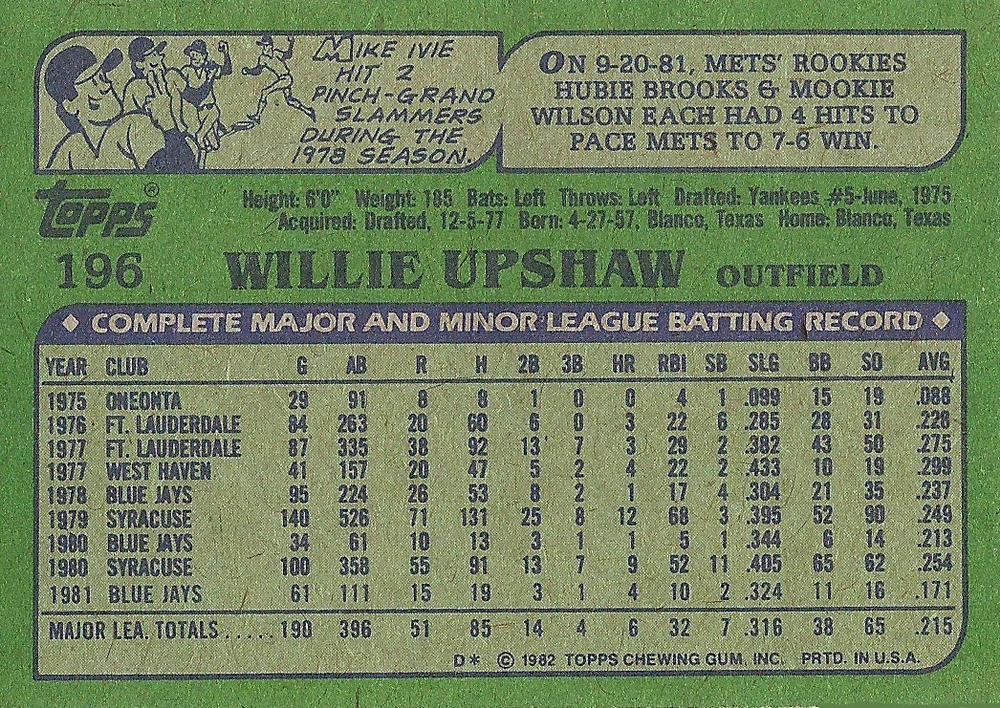 MIKE IVIE
HIT 2
PINCH-GRAND
SLAMMERS
DURING THE
1978 SEASON.
ON 9-20-81, METS' ROOKIES
HUBIE BROOKS & MOOKIE
WILSON EACH HAD 4 HITS TO
PACE METS TO 7-6 WIN.
TOPPS®
Height: 6'0" Weight: 185 Bats: Left Throws: Left Drafted: Yankees #5-June, 1975
Acquired: Drafted, 12-5-77 Born: 4-27-57, Blanco, Texas Home: Blanco, Texas
196 WILLIE UPSHAW OUTFIELD
◆ COMPLETE MAJOR AND MINOR LEAGUE BATTING RECORD ◆
YEAR CLUB G AB R H 2B 3B HR RBI SB SLG BB SO AVG
1975 ONEONTA 29 91 8 8 1 0 0 4 1 .099 15 19 .088
1976 FT. LAUDERDALE 84 263 20 60 6 0 3 22 6 .285 28 31 .228
1977 FT. LAUDERDALE 87 335 38 92 13 7 3 29 2 .382 43 50 .275
1977 WEST HAVEN 41 157 20 47 5 2 4 22 2 .433 10 19 .299
1978 BLUE JAYS 95 224 26 53 8 2 1 17 4 .304 21 35 .237
1979 SYRACUSE 140 526 71 131 25 8 12 68 3 .395 52 90 .249
1980 BLUE JAYS 34 61 10 13 3 1 1 5 1 .344 6 14 .213
1980 SYRACUSE 100 358 55 91 13 7 9 52 11 .405 65 62 .254
1981 BLUE JAYS 61 111 15 19 3 1 4 10 2 .324 11 16 .171
MAJOR LEA. TOTALS ..... 190 396 51 85 14 4 6 32 7 .316 38 65 .215
D* © 1982 TOPPS CHEWING GUM, INC. PRTD. IN U.S.A.